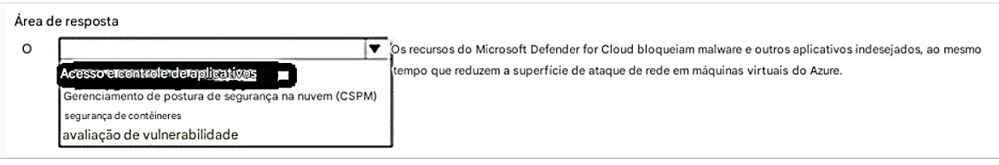 Área de resposta
O
Os recursos do Microsoft Defender for Cloud bloqueiam malware e outros aplicativos indesejados, ao mesmo
Acesso e controle de aplicativos
tempo que reduzem a superfície de ataque de rede em máquinas virtuais do Azure.
Gerenciamento de postura de segurança na nuvem (CSPM)
segurança de contêineres
avaliação de vulnerabilidade